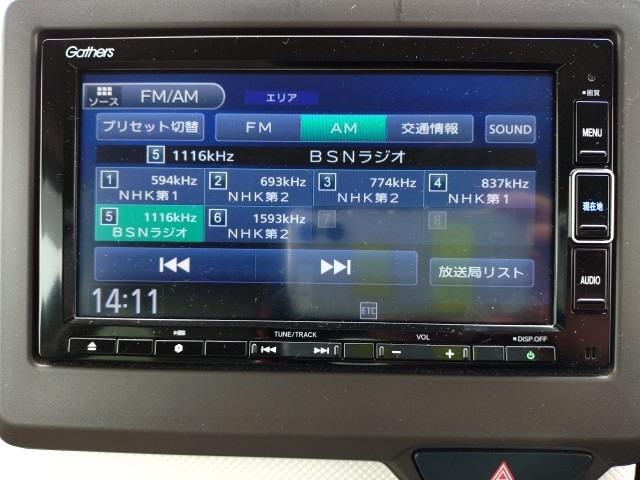 Gathers
ソース FM/AM エリア
■画質
プリセット切替 FM AM 交通情報 SOUND
MENU
5 1116kHz BSNラジオ
1 594kHz 2 693kHz 3 774kHz 4 837kHz
NHK第1 NHK第2 NHK第2 NHK第1
現在地
5 1116kHz 6 1593kHz 7 8
BSNラジオ NHK第2
放送局リスト
AUDIO
14:11
ETC
TUNE/TRACK VOL ■DISP.OFF